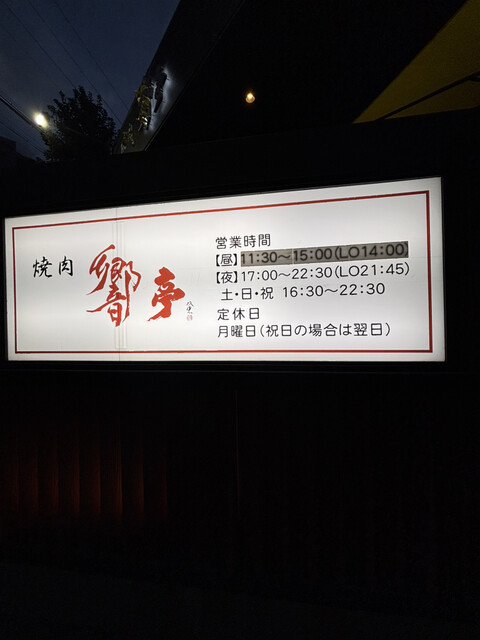 焼肉
響亭
営業時間
【昼】11:30～15:00(LO14:00)
【夜】17:00～22:30(LO21:45)
土・日・祝 16:30～22:30
定休日
月曜日(祝日の場合は翌日)